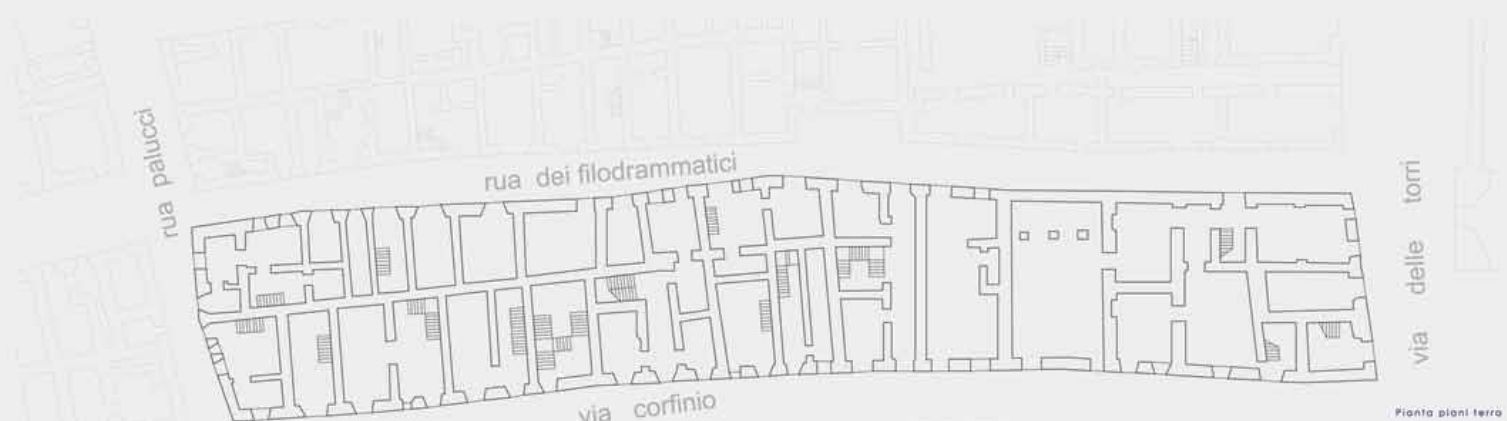 rua palucci
rua dei filodrammatici
via delle torri
via corfinio
Pianta piani terra